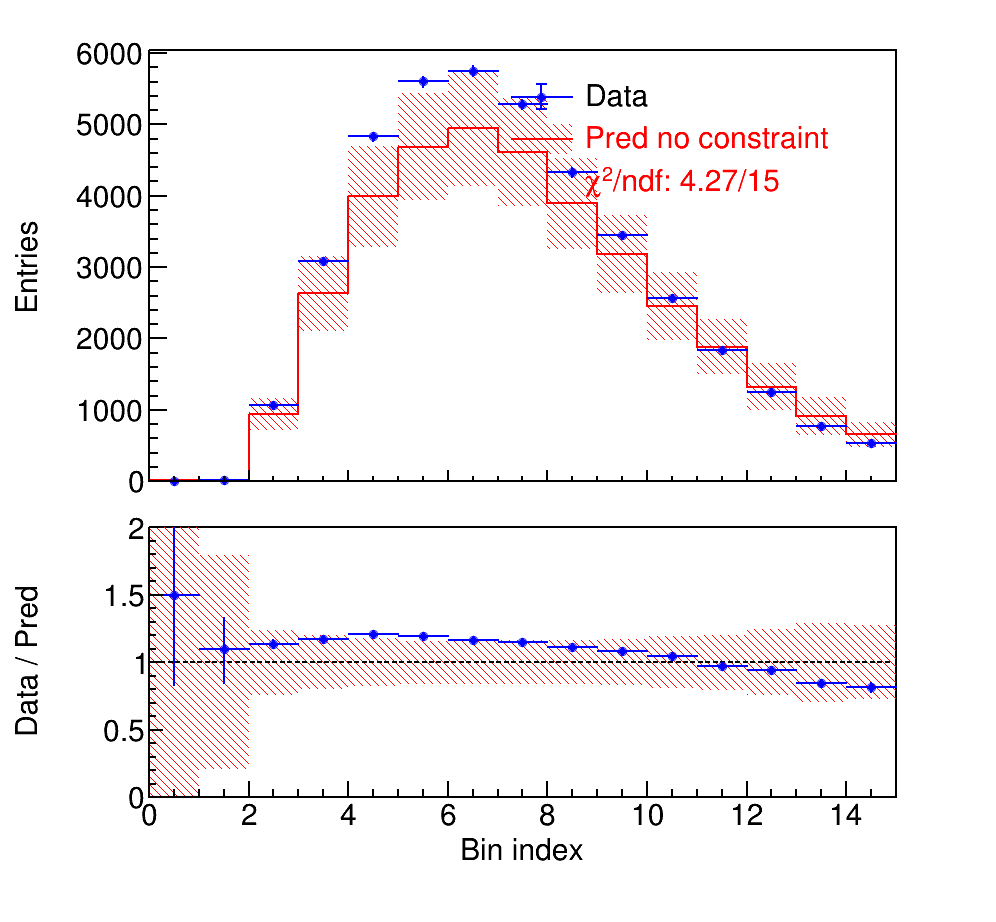 6000
5000
4000
3000
2000
1000
0
Entries
Data
Pred no constraint
χ²/ndf: 4.27/15
2
1.5
1
0.5
0
Data / Pred
0 2 4 6 8 10 12 14
Bin index